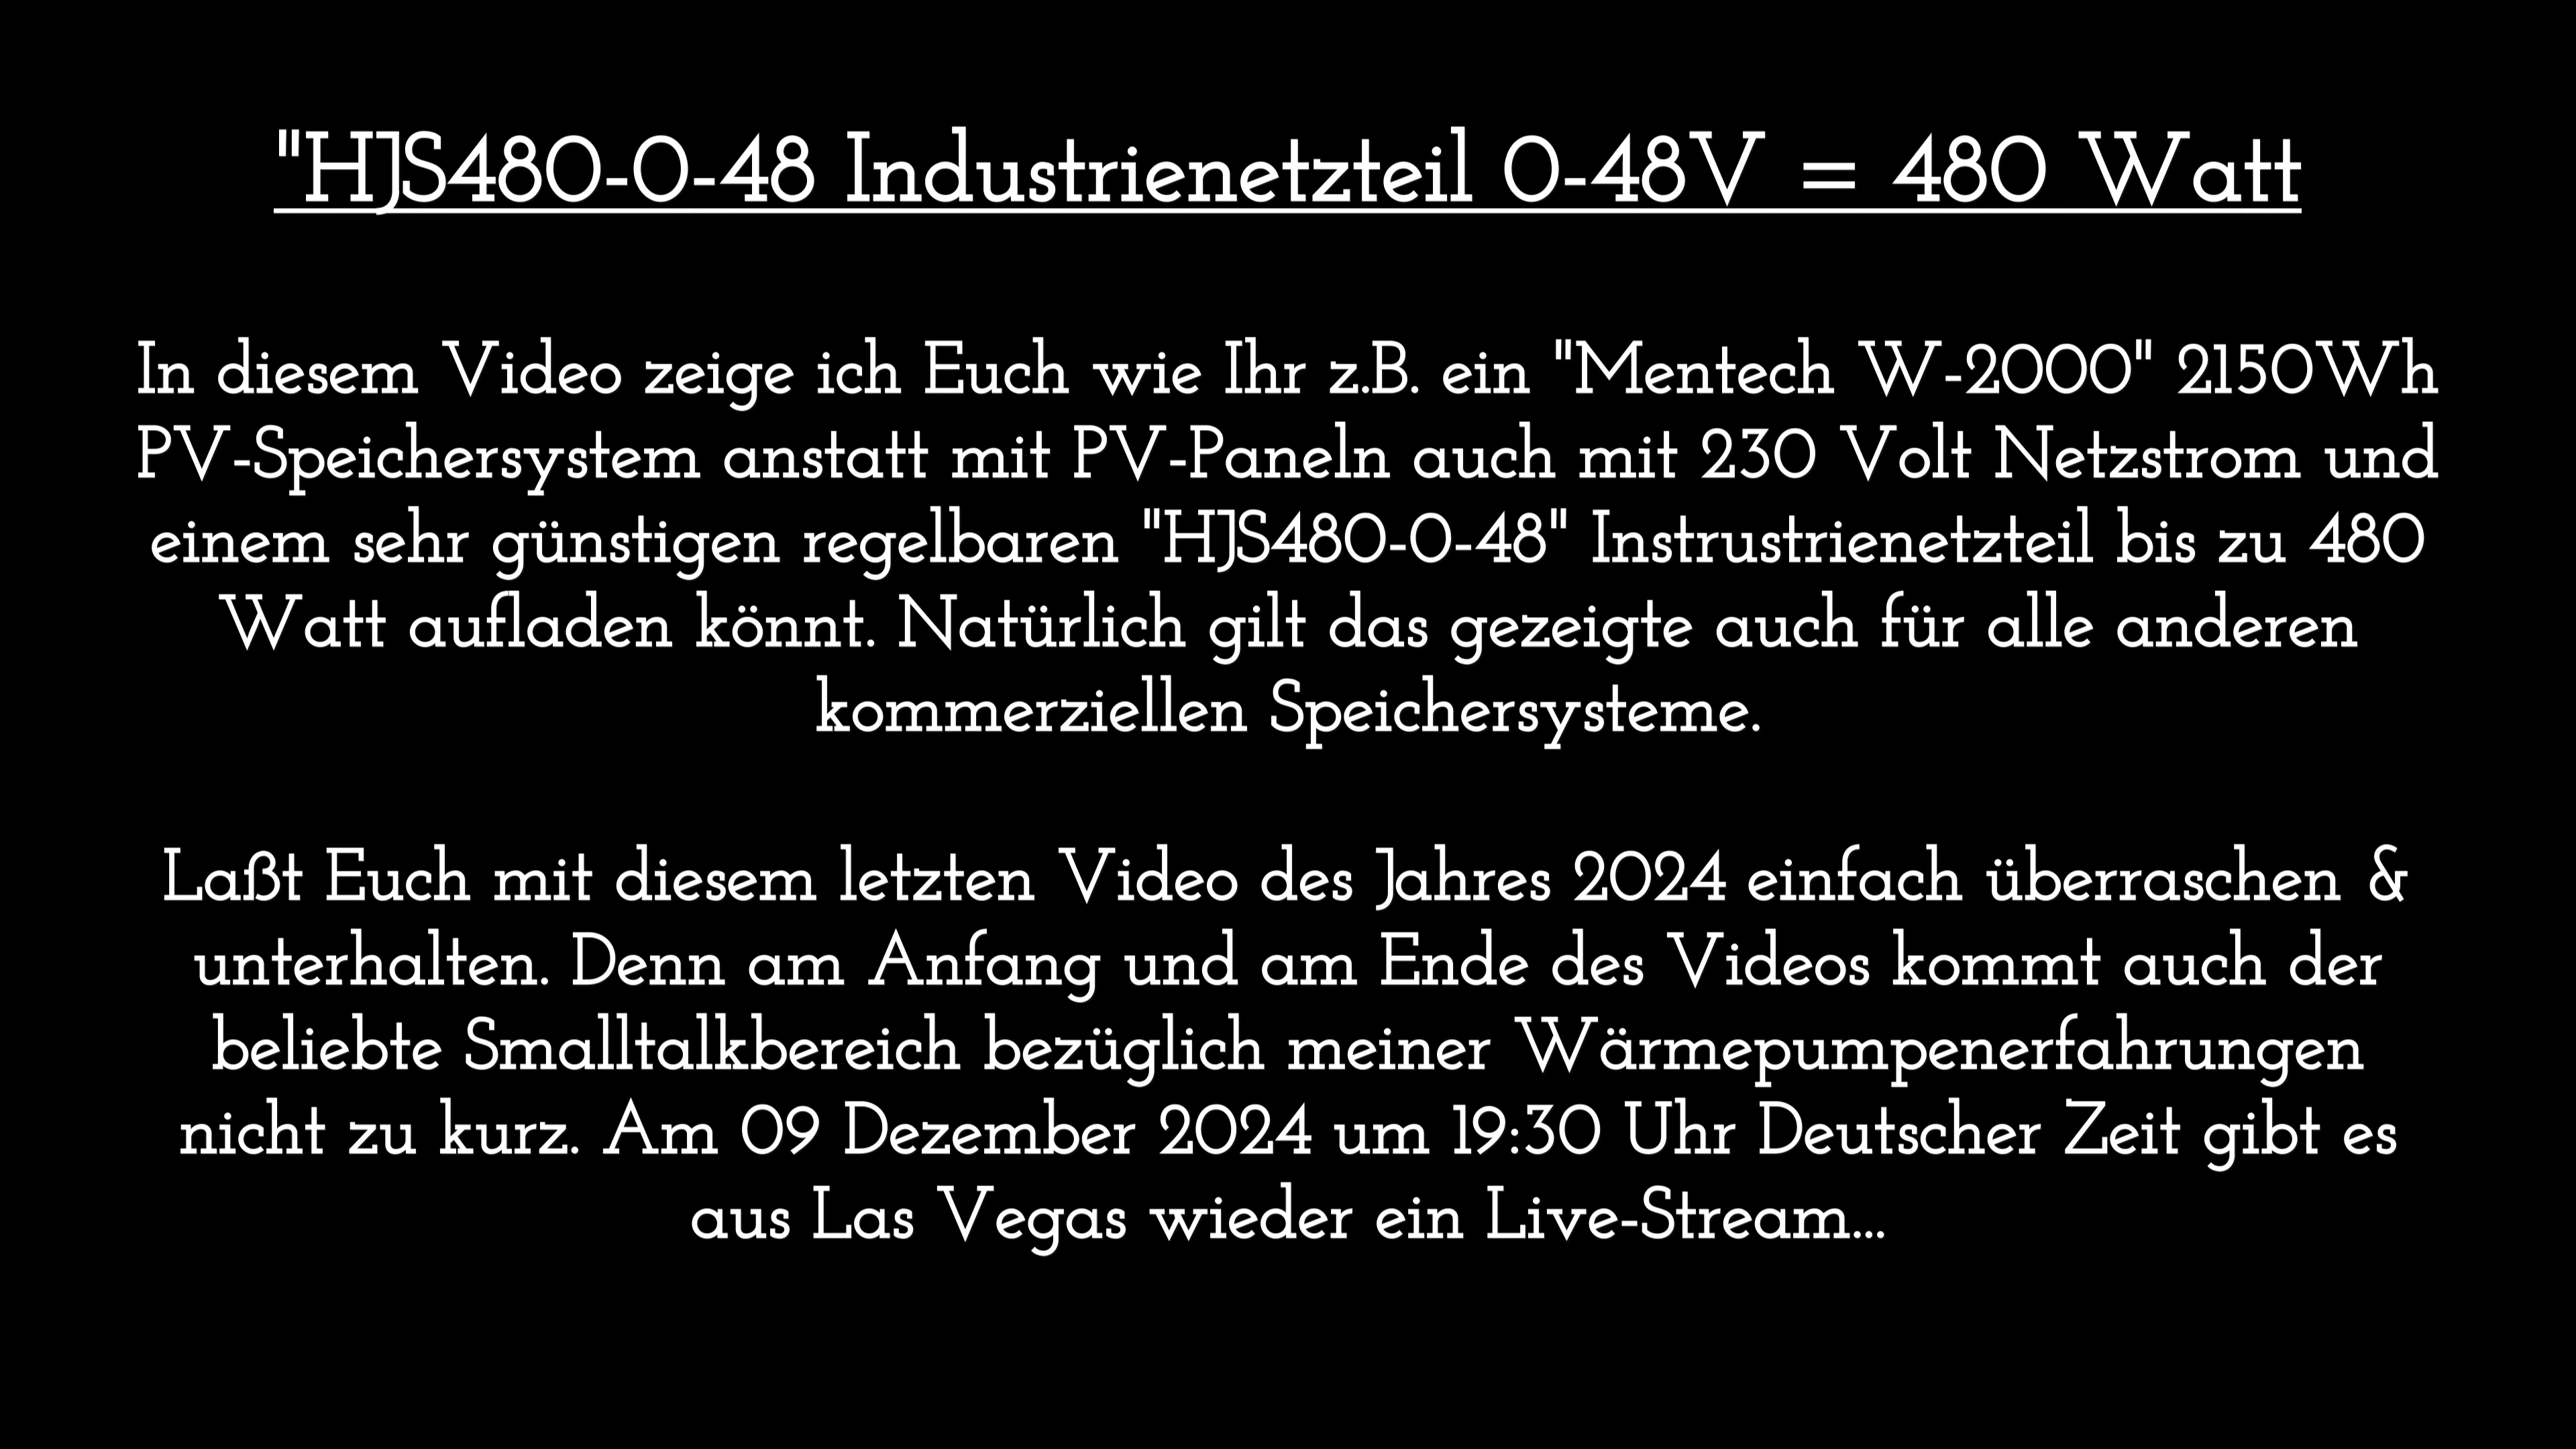 "HJS480-0-48 Industrienetzteil 0-48V = 480 Watt
In diesem Video zeige ich Euch wie Ihr z.B. ein "Mentech W-2000" 2150Wh
PV-Speichersystem anstatt mit PV-Paneln auch mit 230 Volt Netzstrom und
einem sehr günstigen regelbaren "HJS480-0-48" Instrustrienetzteil bis zu 480
Watt aufladen könnt. Natürlich gilt das gezeigte auch für alle anderen
kommerziellen Speichersysteme.
Laßt Euch mit diesem letzten Video des Jahres 2024 einfach überraschen &
unterhalten. Denn am Anfang und am Ende des Videos kommt auch der
beliebte Smalltalkbereich bezüglich meiner Wärmepumpenerfahrungen
nicht zu kurz. Am 09 Dezember 2024 um 19:30 Uhr Deutscher Zeit gibt es
aus Las Vegas wieder ein Live-Stream...